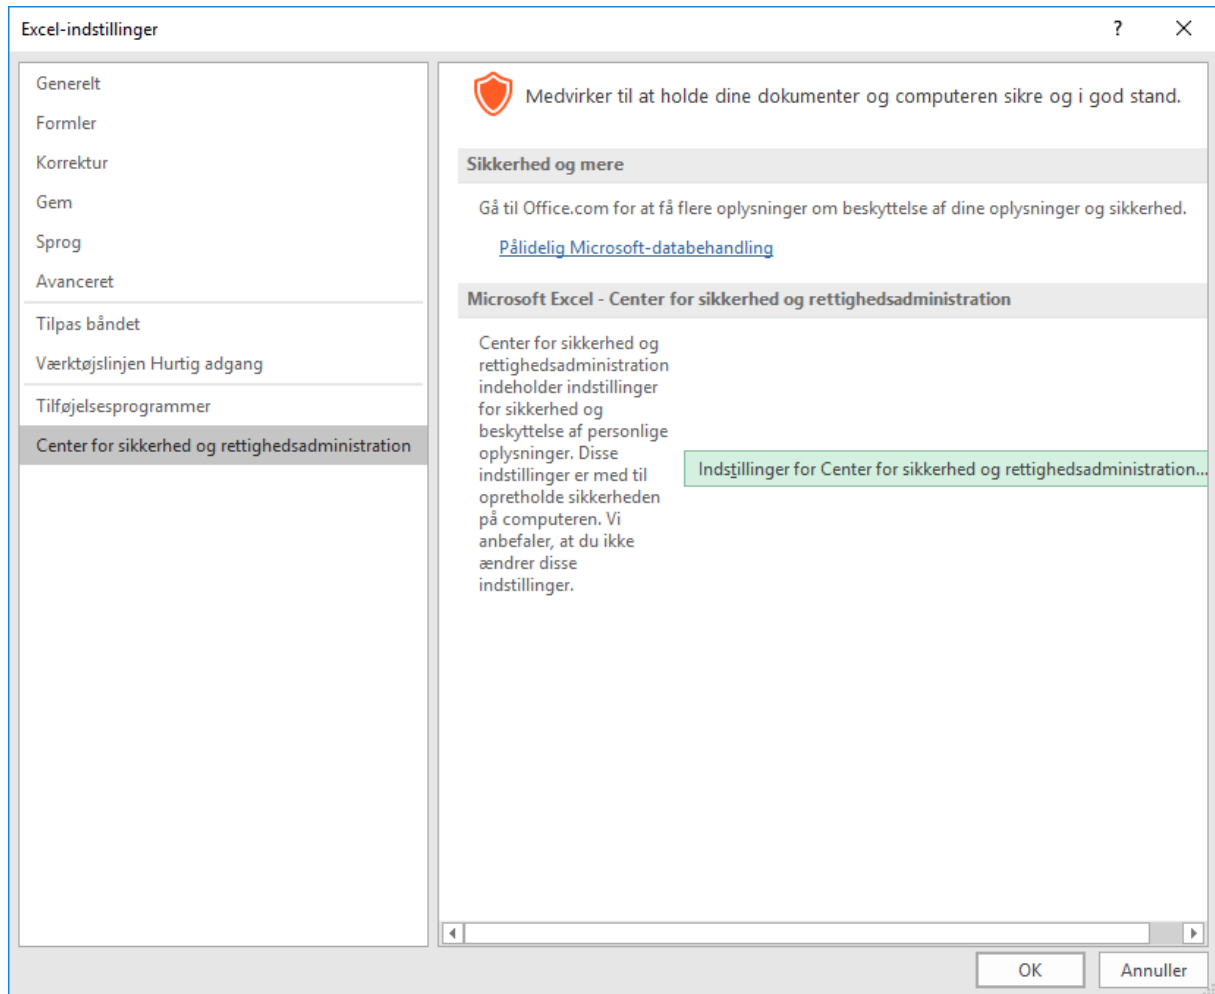 Excel-indstillinger
?
Generelt
Formler
Korrektur
Gem
Sprog
Avanceret
Tilpas båndet
Værktøjslinjen Hurtig adgang
Tilføjelsesprogrammer
Center for sikkerhed og rettighedsadministration
Medvirker til at holde dine dokumenter og computeren sikre og i god stand.
Sikkerhed og mere
Gå til Office.com for at få flere oplysninger om beskyttelse af dine oplysninger og sikkerhed.
Pålidelig Microsoft-databehandling
Microsoft Excel - Center for sikkerhed og rettighedsadministration
Center for sikkerhed og
rettighedsadministration
indeholder indstillinger
for sikkerhed og
beskyttelse af personlige
oplysninger. Disse
indstillinger er med til
opretholde sikkerheden
på computeren. Vi
anbefaler, at du ikke
ændrer disse
indstillinger.
Indstillinger for Center for sikkerhed og rettighedsadministration...
OK
Annuller